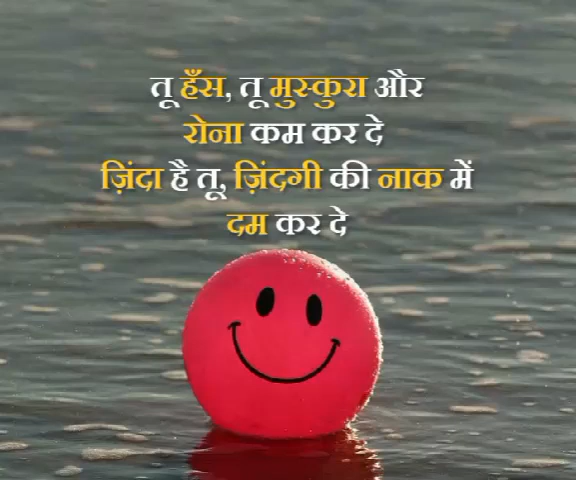 तू हँस, तू मुस्कुरा और
रोना कम कर दे
ज़िंदा है तू, ज़िंदगी की नाक में
दम कर दे